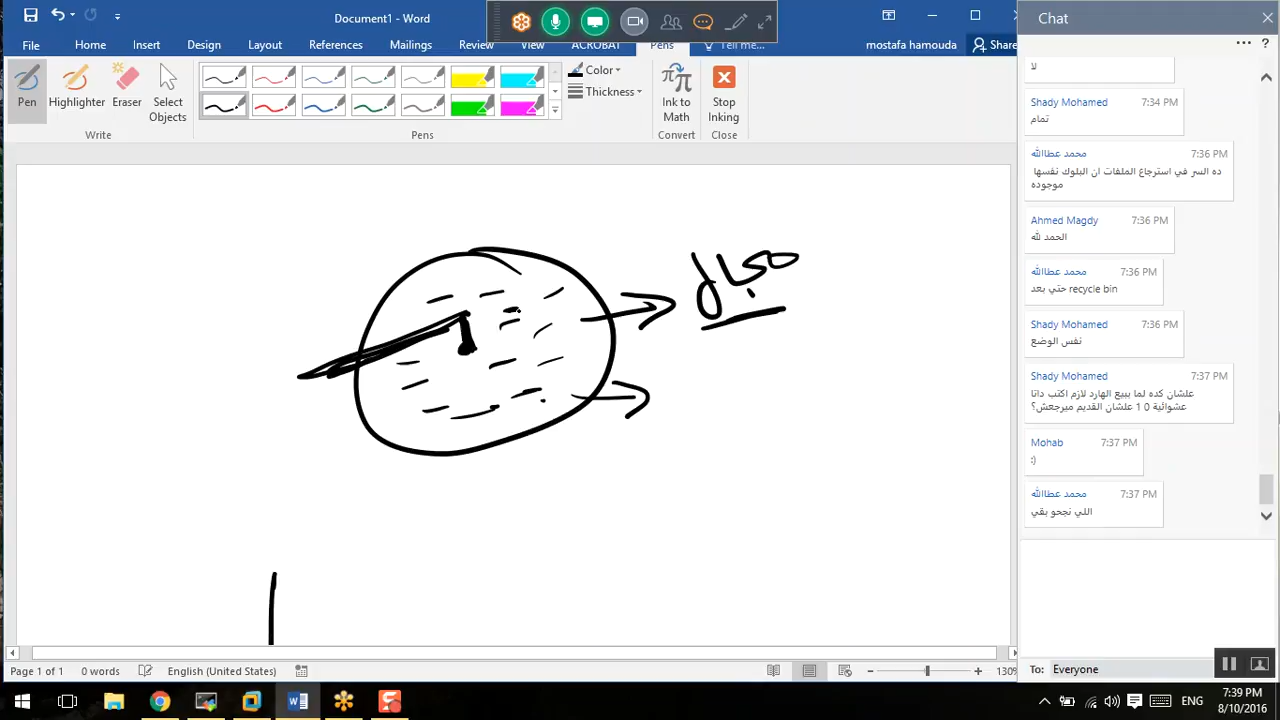 Document1 - Word
mostafa hamouda
Share
File
Home
Insert
Design
Layout
References
Mailings
Review
View
ACROBAT
Pens
Tell me...
Pen
Highlighter
Eraser
Select
Objects
Color
Thickness
Ink to
Math
Stop
Inking
Write
Pens
Convert
Close
Page 1 of 1
0 words
English (United States)
130%
Chat
?
لا
Shady Mohamed 7:34 PM
تمام
محمد عطاالله 7:36 PM
ده السر في استرجاع الملفات ان البلوك نفسها
موجوده
Ahmed Magdy 7:36 PM
الحمد لله
محمد عطاالله 7:36 PM
حتي بعد recycle bin
Shady Mohamed 7:36 PM
نفس الوضع
Shady Mohamed 7:37 PM
علشان كده لما ببيع الهارد لازم اكتب داتا
عشوائية 0 1 علشان القديم ميرجعش؟
Mohab 7:37 PM
:)
محمد عطاالله 7:37 PM
اللي نجحو بقي
To: Everyone
ENG
7:39 PM
8/10/2016